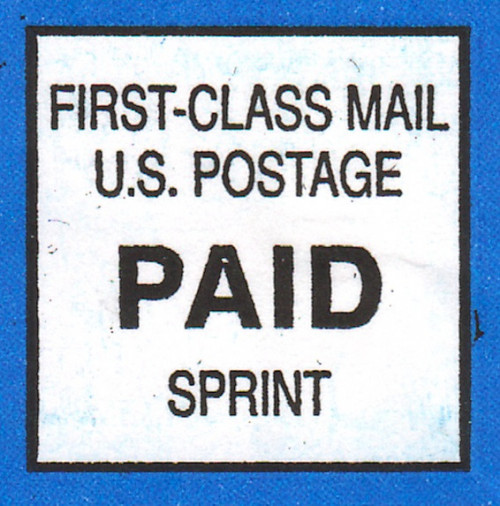 FIRST-CLASS MAIL
U.S. POSTAGE
PAID
SPRINT